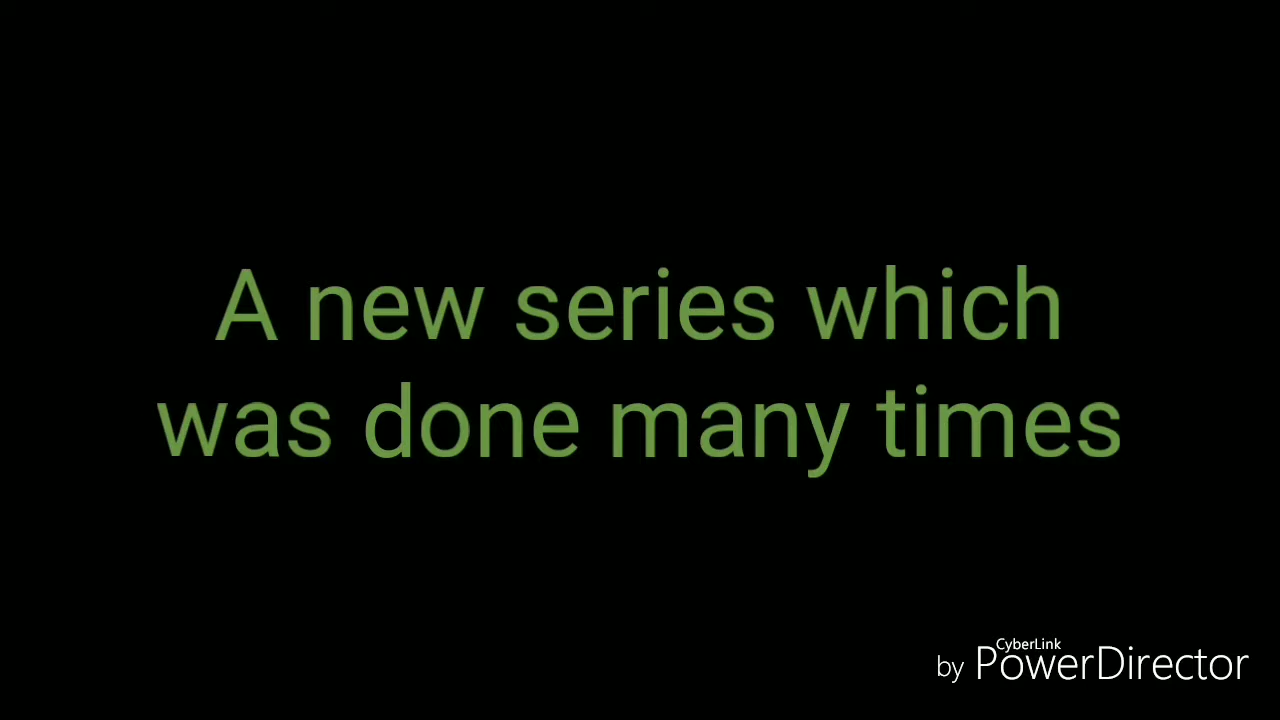 A new series which
was done many times
CyberLink
by PowerDirector